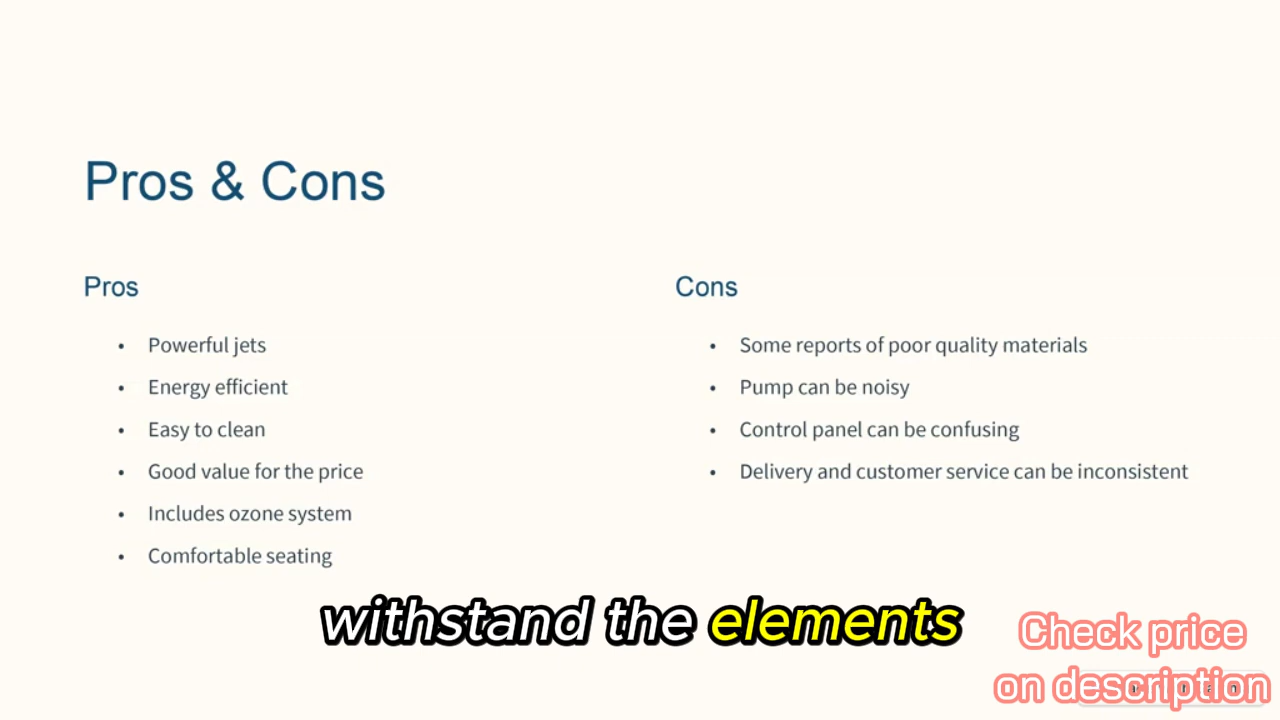 Pros & Cons
Pros
• Powerful jets
• Energy efficient
• Easy to clean
• Good value for the price
• Includes ozone system
• Comfortable seating
Cons
• Some reports of poor quality materials
• Pump can be noisy
• Control panel can be confusing
• Delivery and customer service can be inconsistent
withstand the elements
Check price
on description